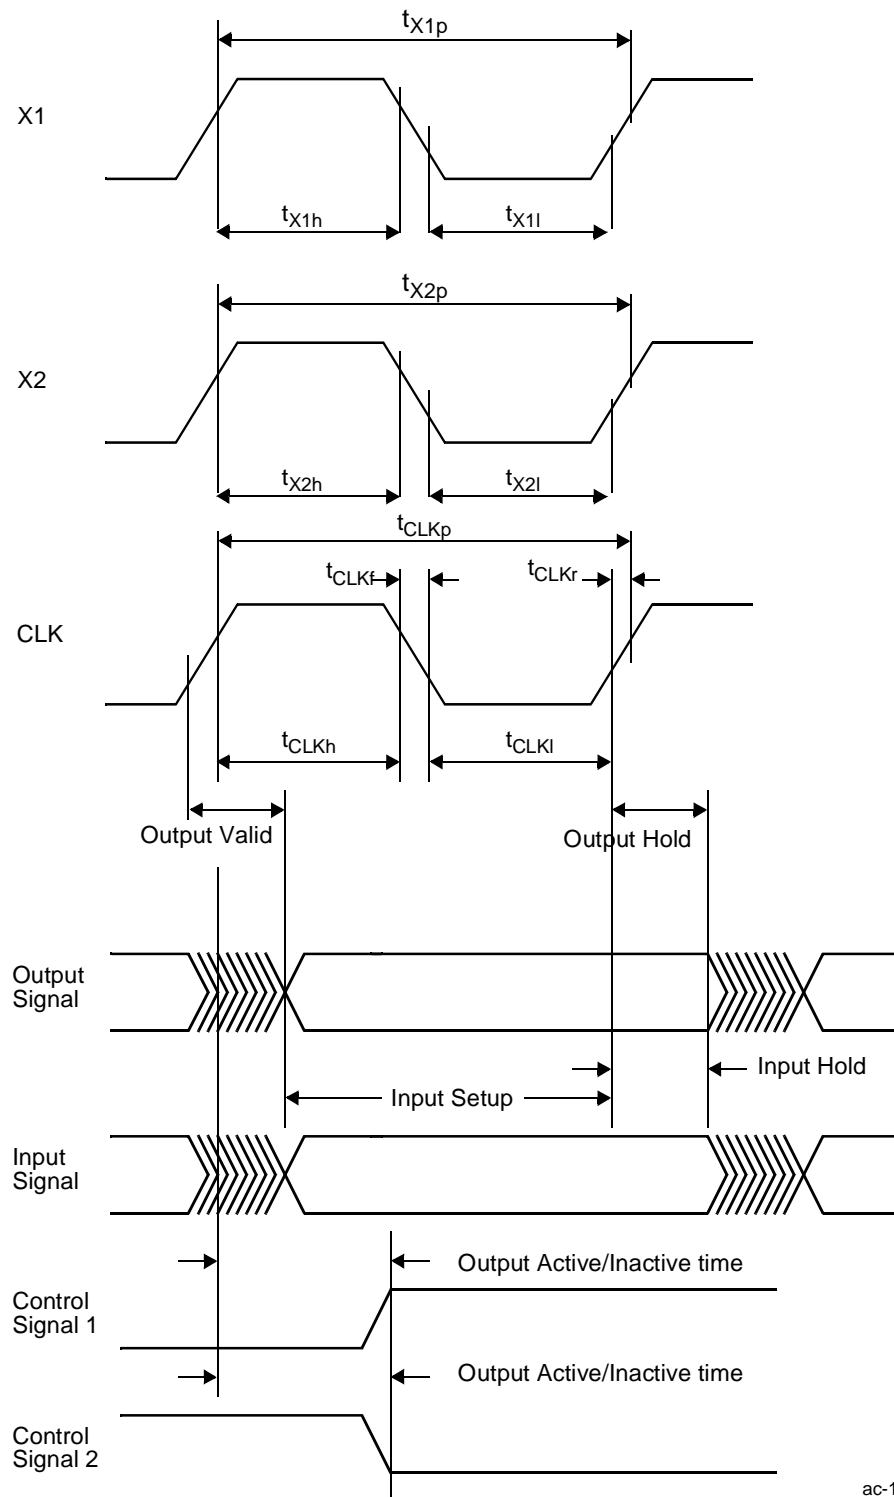 tX1p
X1
tX1h
tX1l
tX2p
X2
tX2h
tX2l
tCLKp
tCLKf
tCLKr
CLK
tCLKh
tCLKl
Output Valid
Output Hold
Output
Signal
Input Hold
Input Setup
Input
Signal
Output Active/Inactive time
Control
Signal 1
Output Active/Inactive time
Control
Signal 2
ac-1